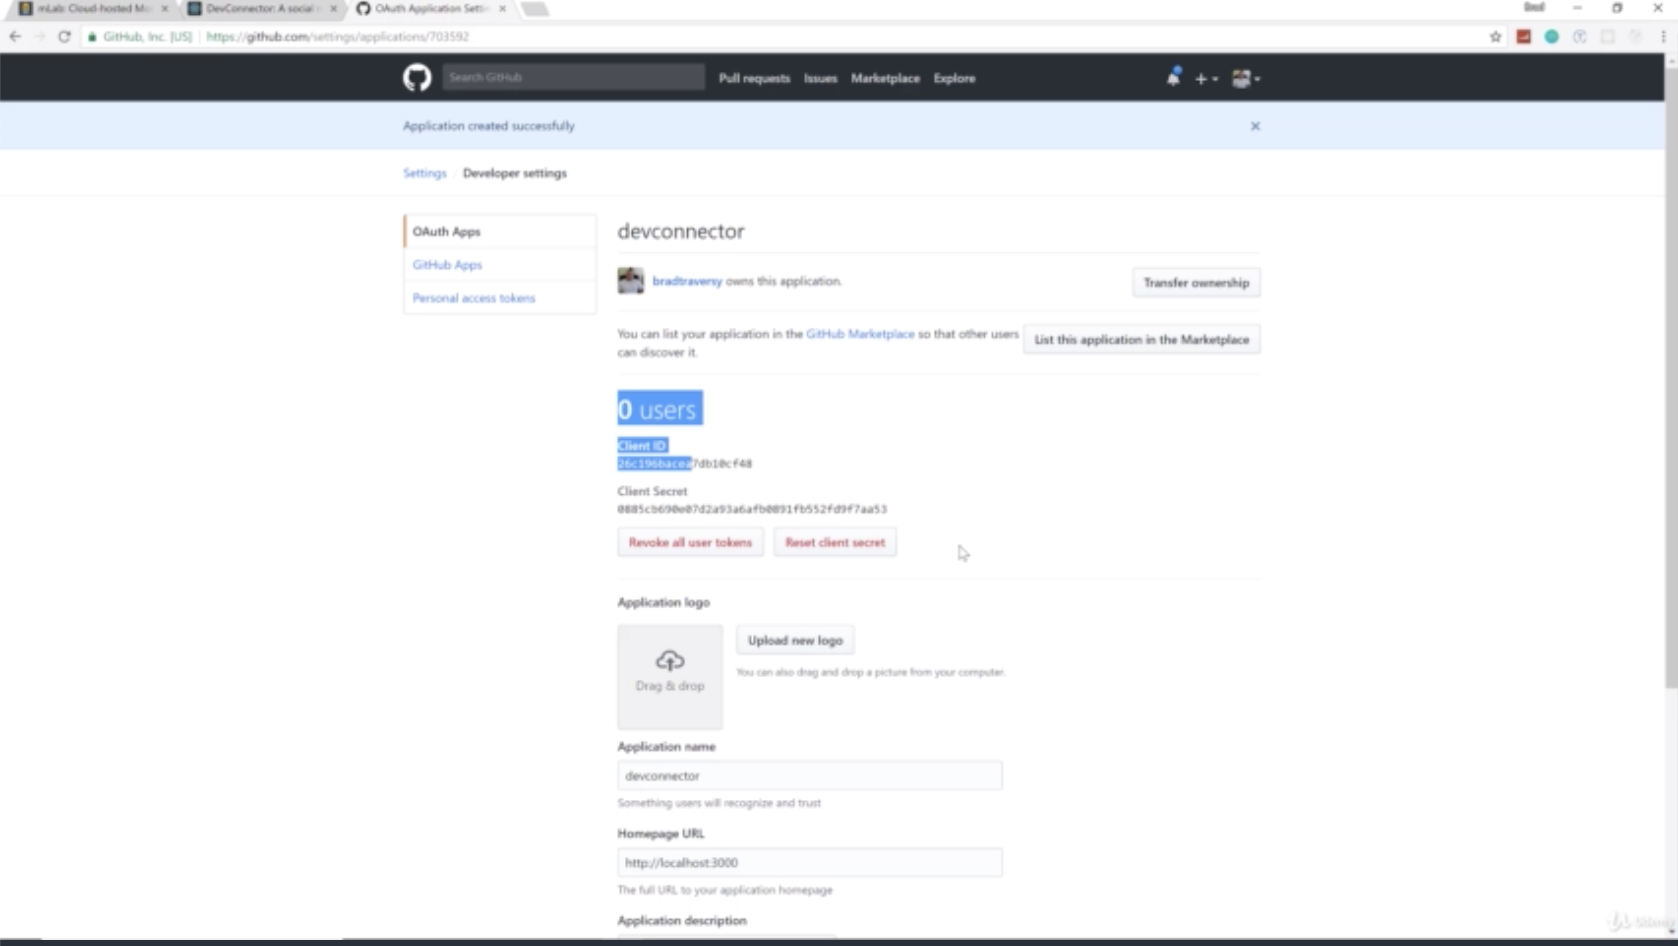 mLab: Cloud-hosted Mo
DevConnector: A social n
OAuth Application Setti
GitHub, Inc. [US]
https://github.com/settings/applications/703592
Search GitHub
Pull requests
Issues
Marketplace
Explore
Application created successfully
Settings / Developer settings
OAuth Apps
GitHub Apps
Personal access tokens
devconnector
bradtraversy owns this application.
Transfer ownership
You can list your application in the GitHub Marketplace so that other users
can discover it.
List this application in the Marketplace
0 users
Client ID
26c196bacea7db10cf48
Client Secret
0885cb690e07d2a93a6afb0891fb552fd9f7aa53
Revoke all user tokens
Reset client secret
Application logo
Drag & drop
Upload new logo
You can also drag and drop a picture from your computer.
Application name
devconnector
Something users will recognize and trust
Homepage URL
http://localhost:3000
The full URL to your application homepage
Application description
Udemy